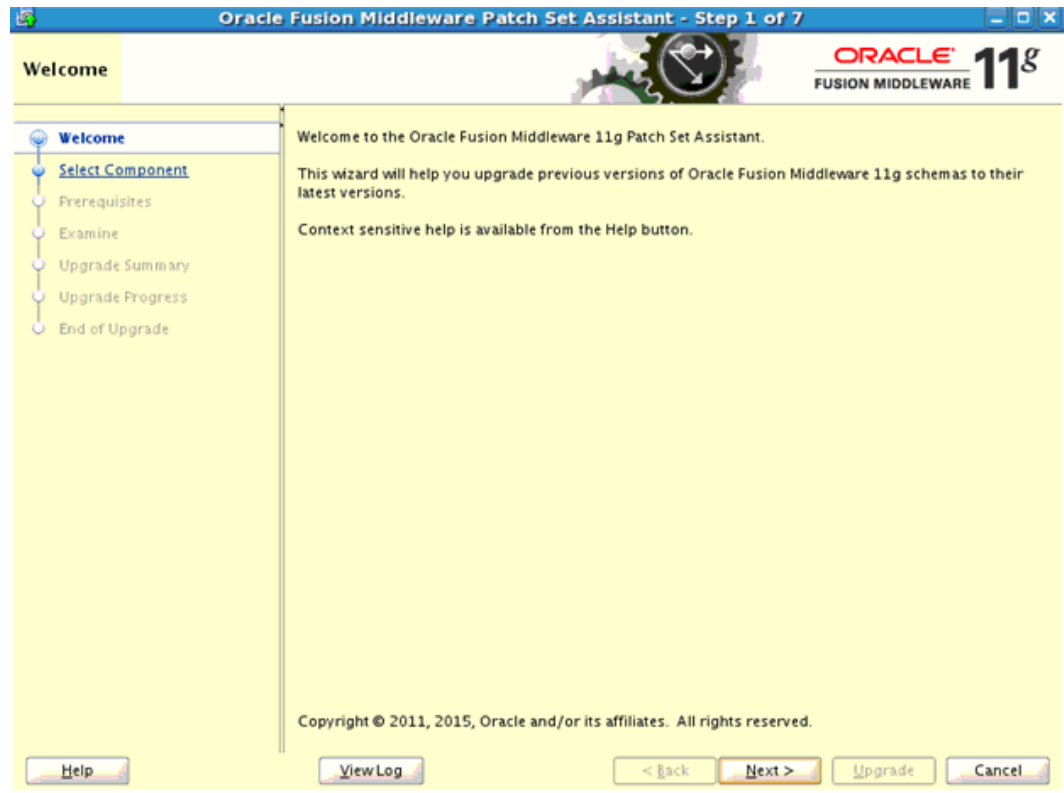 Oracle Fusion Middleware Patch Set Assistant - Step 1 of 7
Welcome
ORACLE
FUSION MIDDLEWARE 11g
Welcome
Select Component
Prerequisites
Examine
Upgrade Summary
Upgrade Progress
End of Upgrade
Welcome to the Oracle Fusion Middleware 11g Patch Set Assistant.
This wizard will help you upgrade previous versions of Oracle Fusion Middleware 11g schemas to their
latest versions.
Context sensitive help is available from the Help button.
Copyright © 2011, 2015, Oracle and/or its affiliates. All rights reserved.
Help View Log < Back Next > Upgrade Cancel